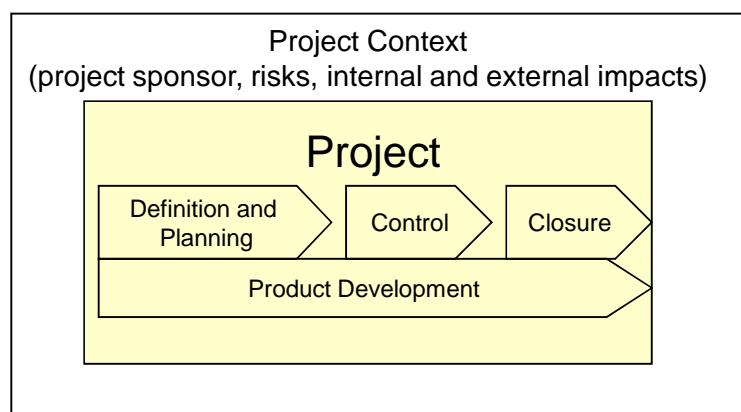 Project Context
(project sponsor, risks, internal and external impacts)
Project
Definition and
Planning
Control
Closure
Product Development